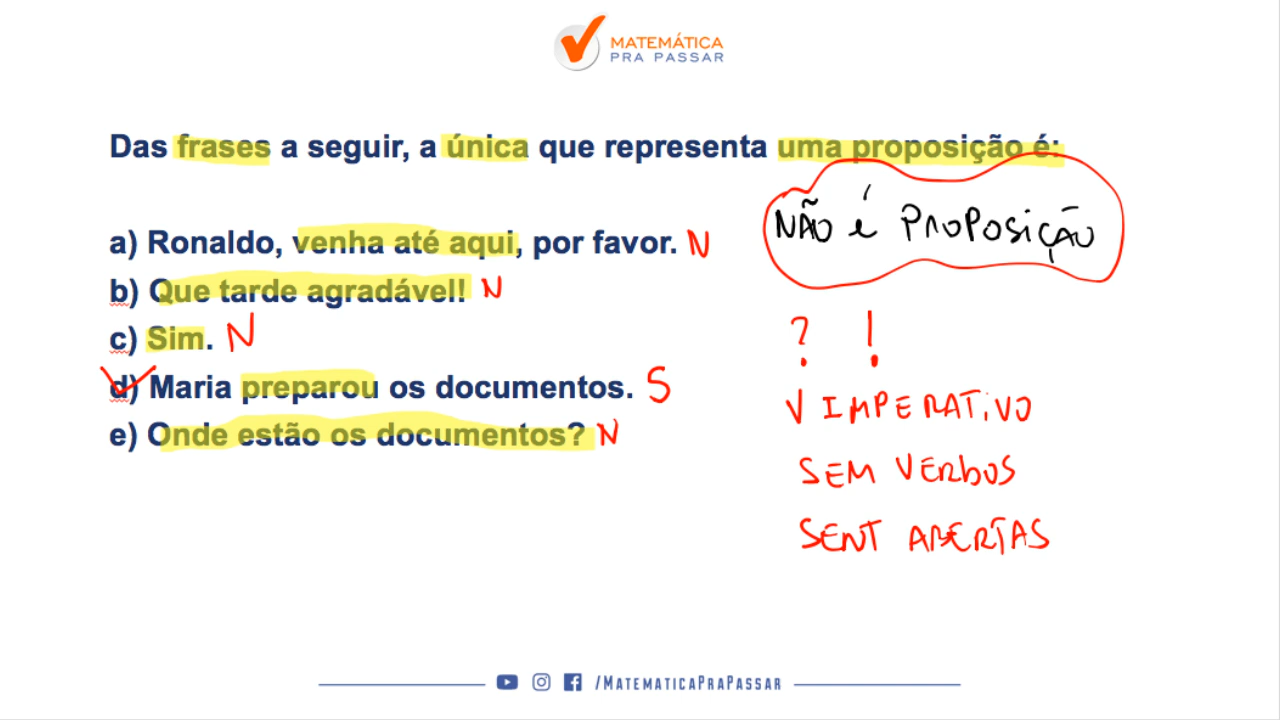 MATEMÁTICA
PRA PASSAR
Das frases a seguir, a única que representa uma proposição é:
NÃO é PROPOSIÇÃO
a) Ronaldo, venha até aqui, por favor. N
b) Que tarde agradável! N
c) Sim. N
d) Maria preparou os documentos. S
e) Onde estão os documentos? N
? !
V IMPERATIVO
SEM VERBOS
SENT ABERTAS
/MATEMATICAPRAPASSAR